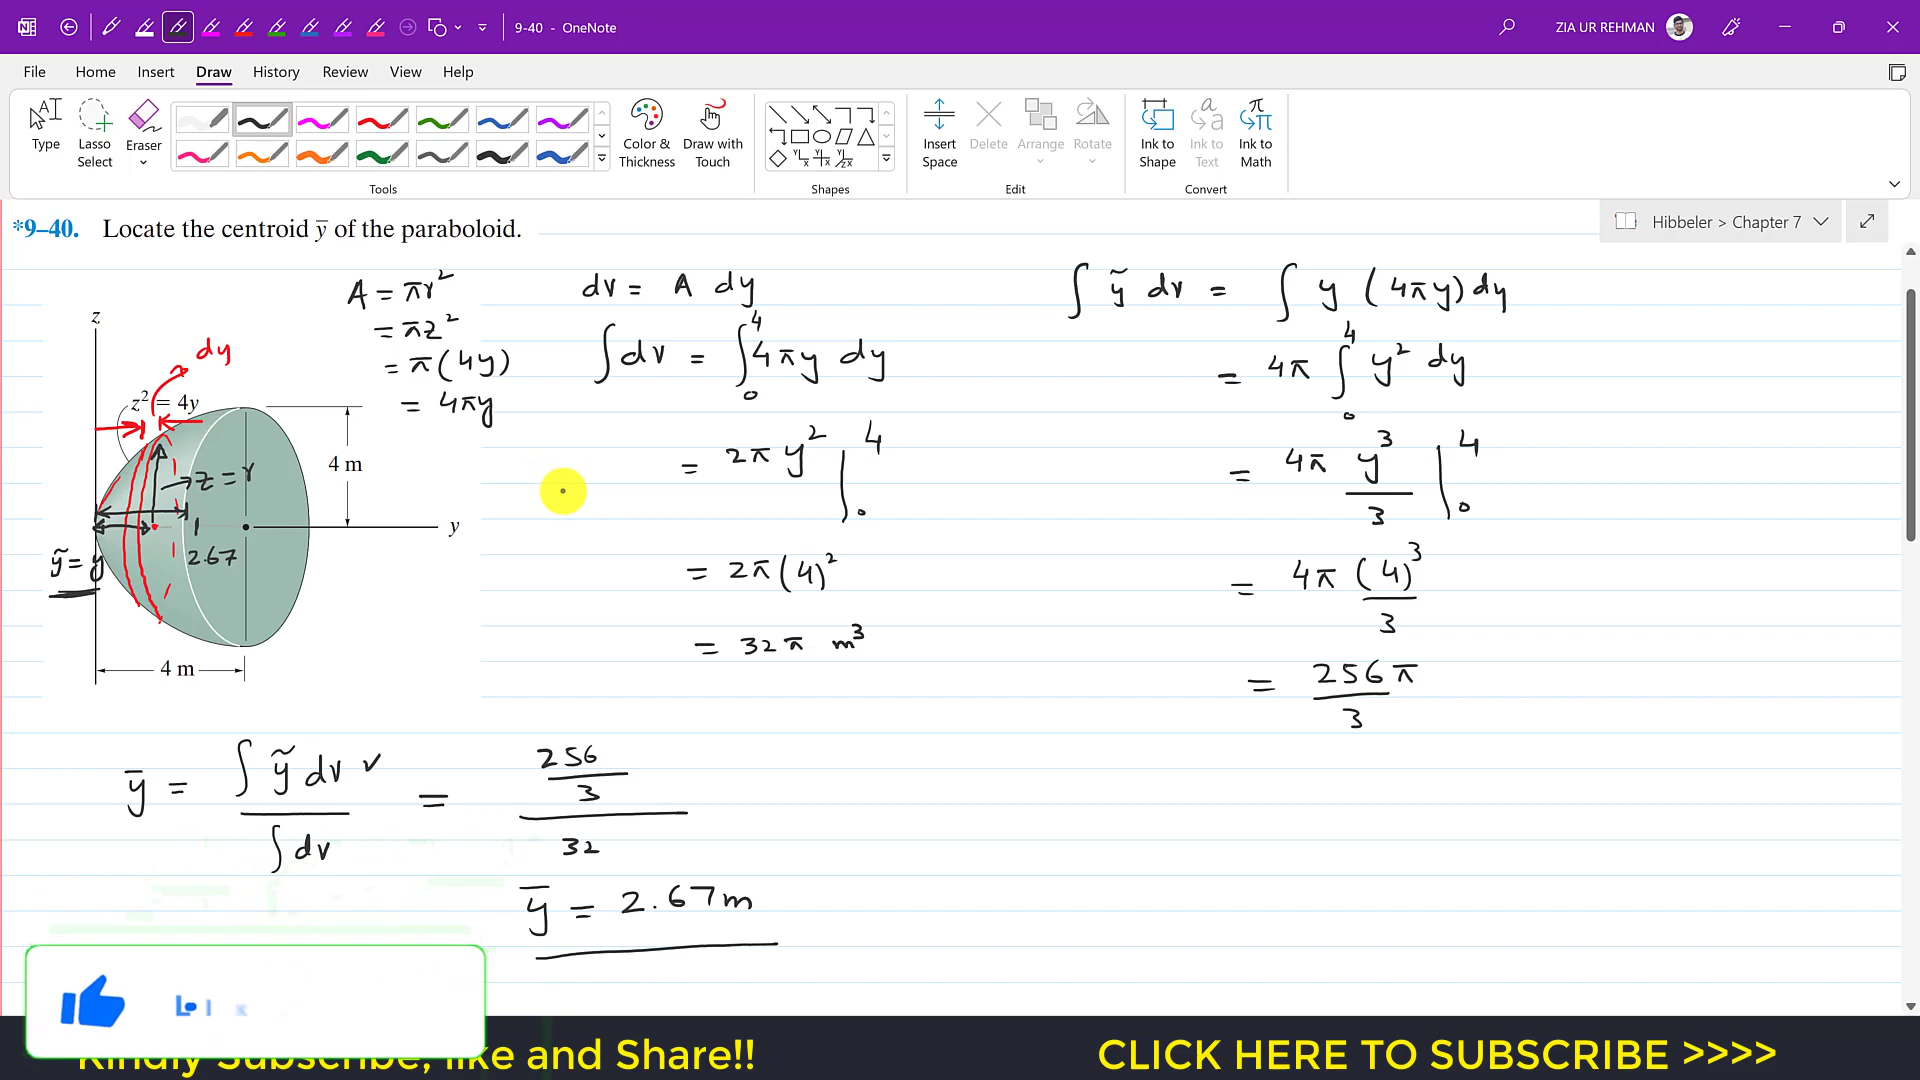 9-40 - OneNote
ZIA UR REHMAN
File Home Insert Draw History Review View Help
Type
Lasso Select
Eraser
Color & Thickness
Draw with Touch
Insert Space
Delete
Arrange
Rotate
Ink to Shape
Ink to Text
Ink to Math
Tools
Shapes
Edit
Convert
*9–40. Locate the centroid ȳ of the paraboloid.
Hibbeler > Chapter 7
z
dy
z² = 4y
4 m
z = r
y
ỹ = y
2.67
4 m
A = πr²
= πz²
= π(4y)
= 4πy
dv = A dy
∫dv = ∫₀⁴ 4πy dy
= 2π y² |₀⁴
= 2π(4)²
= 32π m³
∫ ỹ dv = ∫ y (4πy) dy
= 4π ∫₀⁴ y² dy
= 4π y³/3 |₀⁴
= 4π (4)³/3
= 256π/3
ȳ = ∫ ỹ dv ✓ / ∫ dv = 256/3 / 32
ȳ = 2.67m
Kindly Subscribe, like and Share!!
CLICK HERE TO SUBSCRIBE >>>>